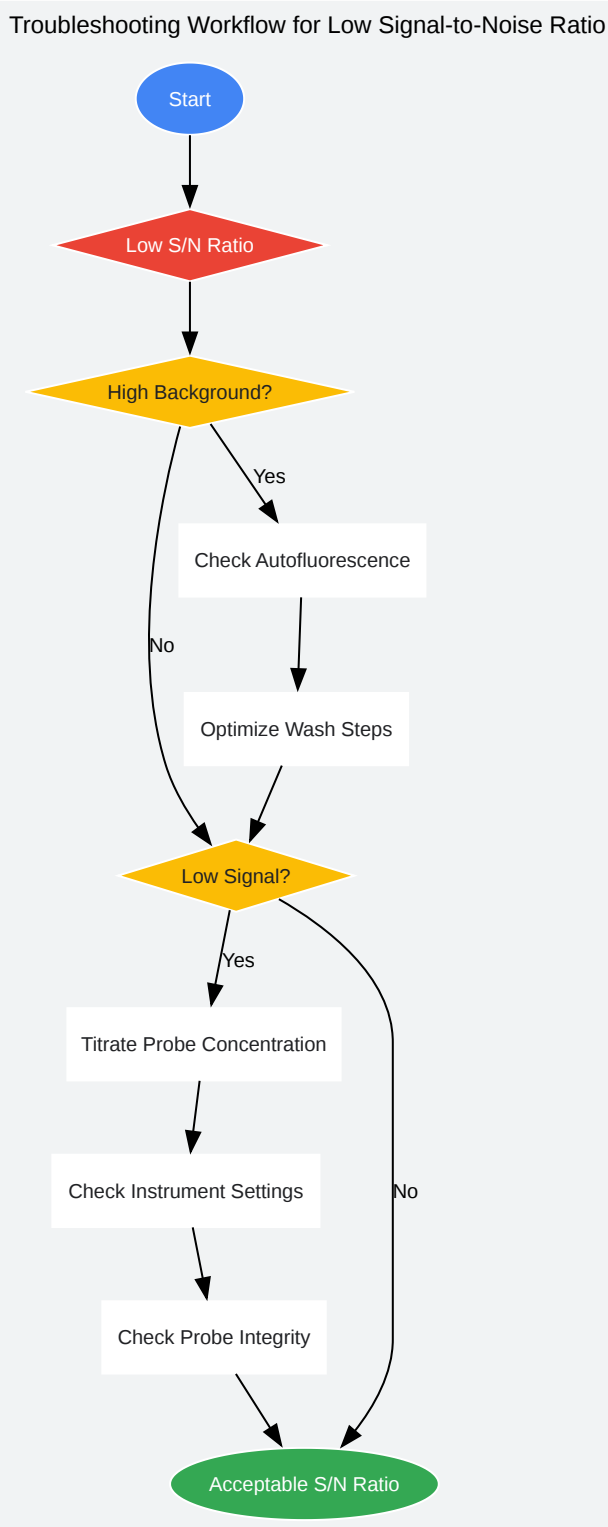 Troubleshooting Workflow for Low Signal-to-Noise Ratio
Start
Low S/N Ratio
High Background?
Yes
Check Autofluorescence
No
Optimize Wash Steps
Low Signal?
Yes
Titrate Probe Concentration
Check Instrument Settings
No
Check Probe Integrity
Acceptable S/N Ratio